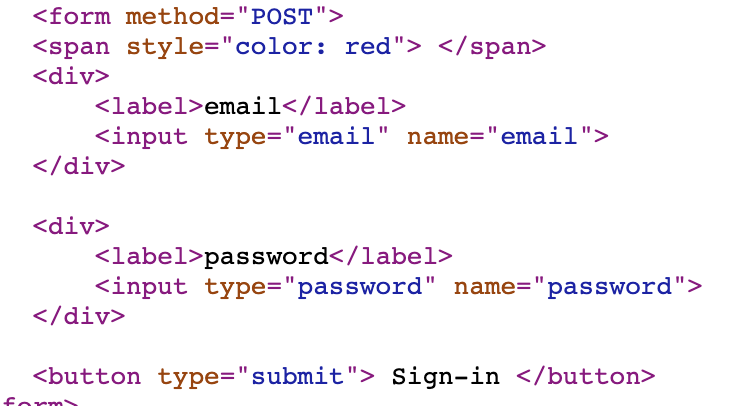 <form method="POST">
<span style="color: red"> </span>
<div>
<label>email</label>
<input type="email" name="email">
</div>
<div>
<label>password</label>
<input type="password" name="password">
</div>
<button type="submit"> Sign-in </button>
form>